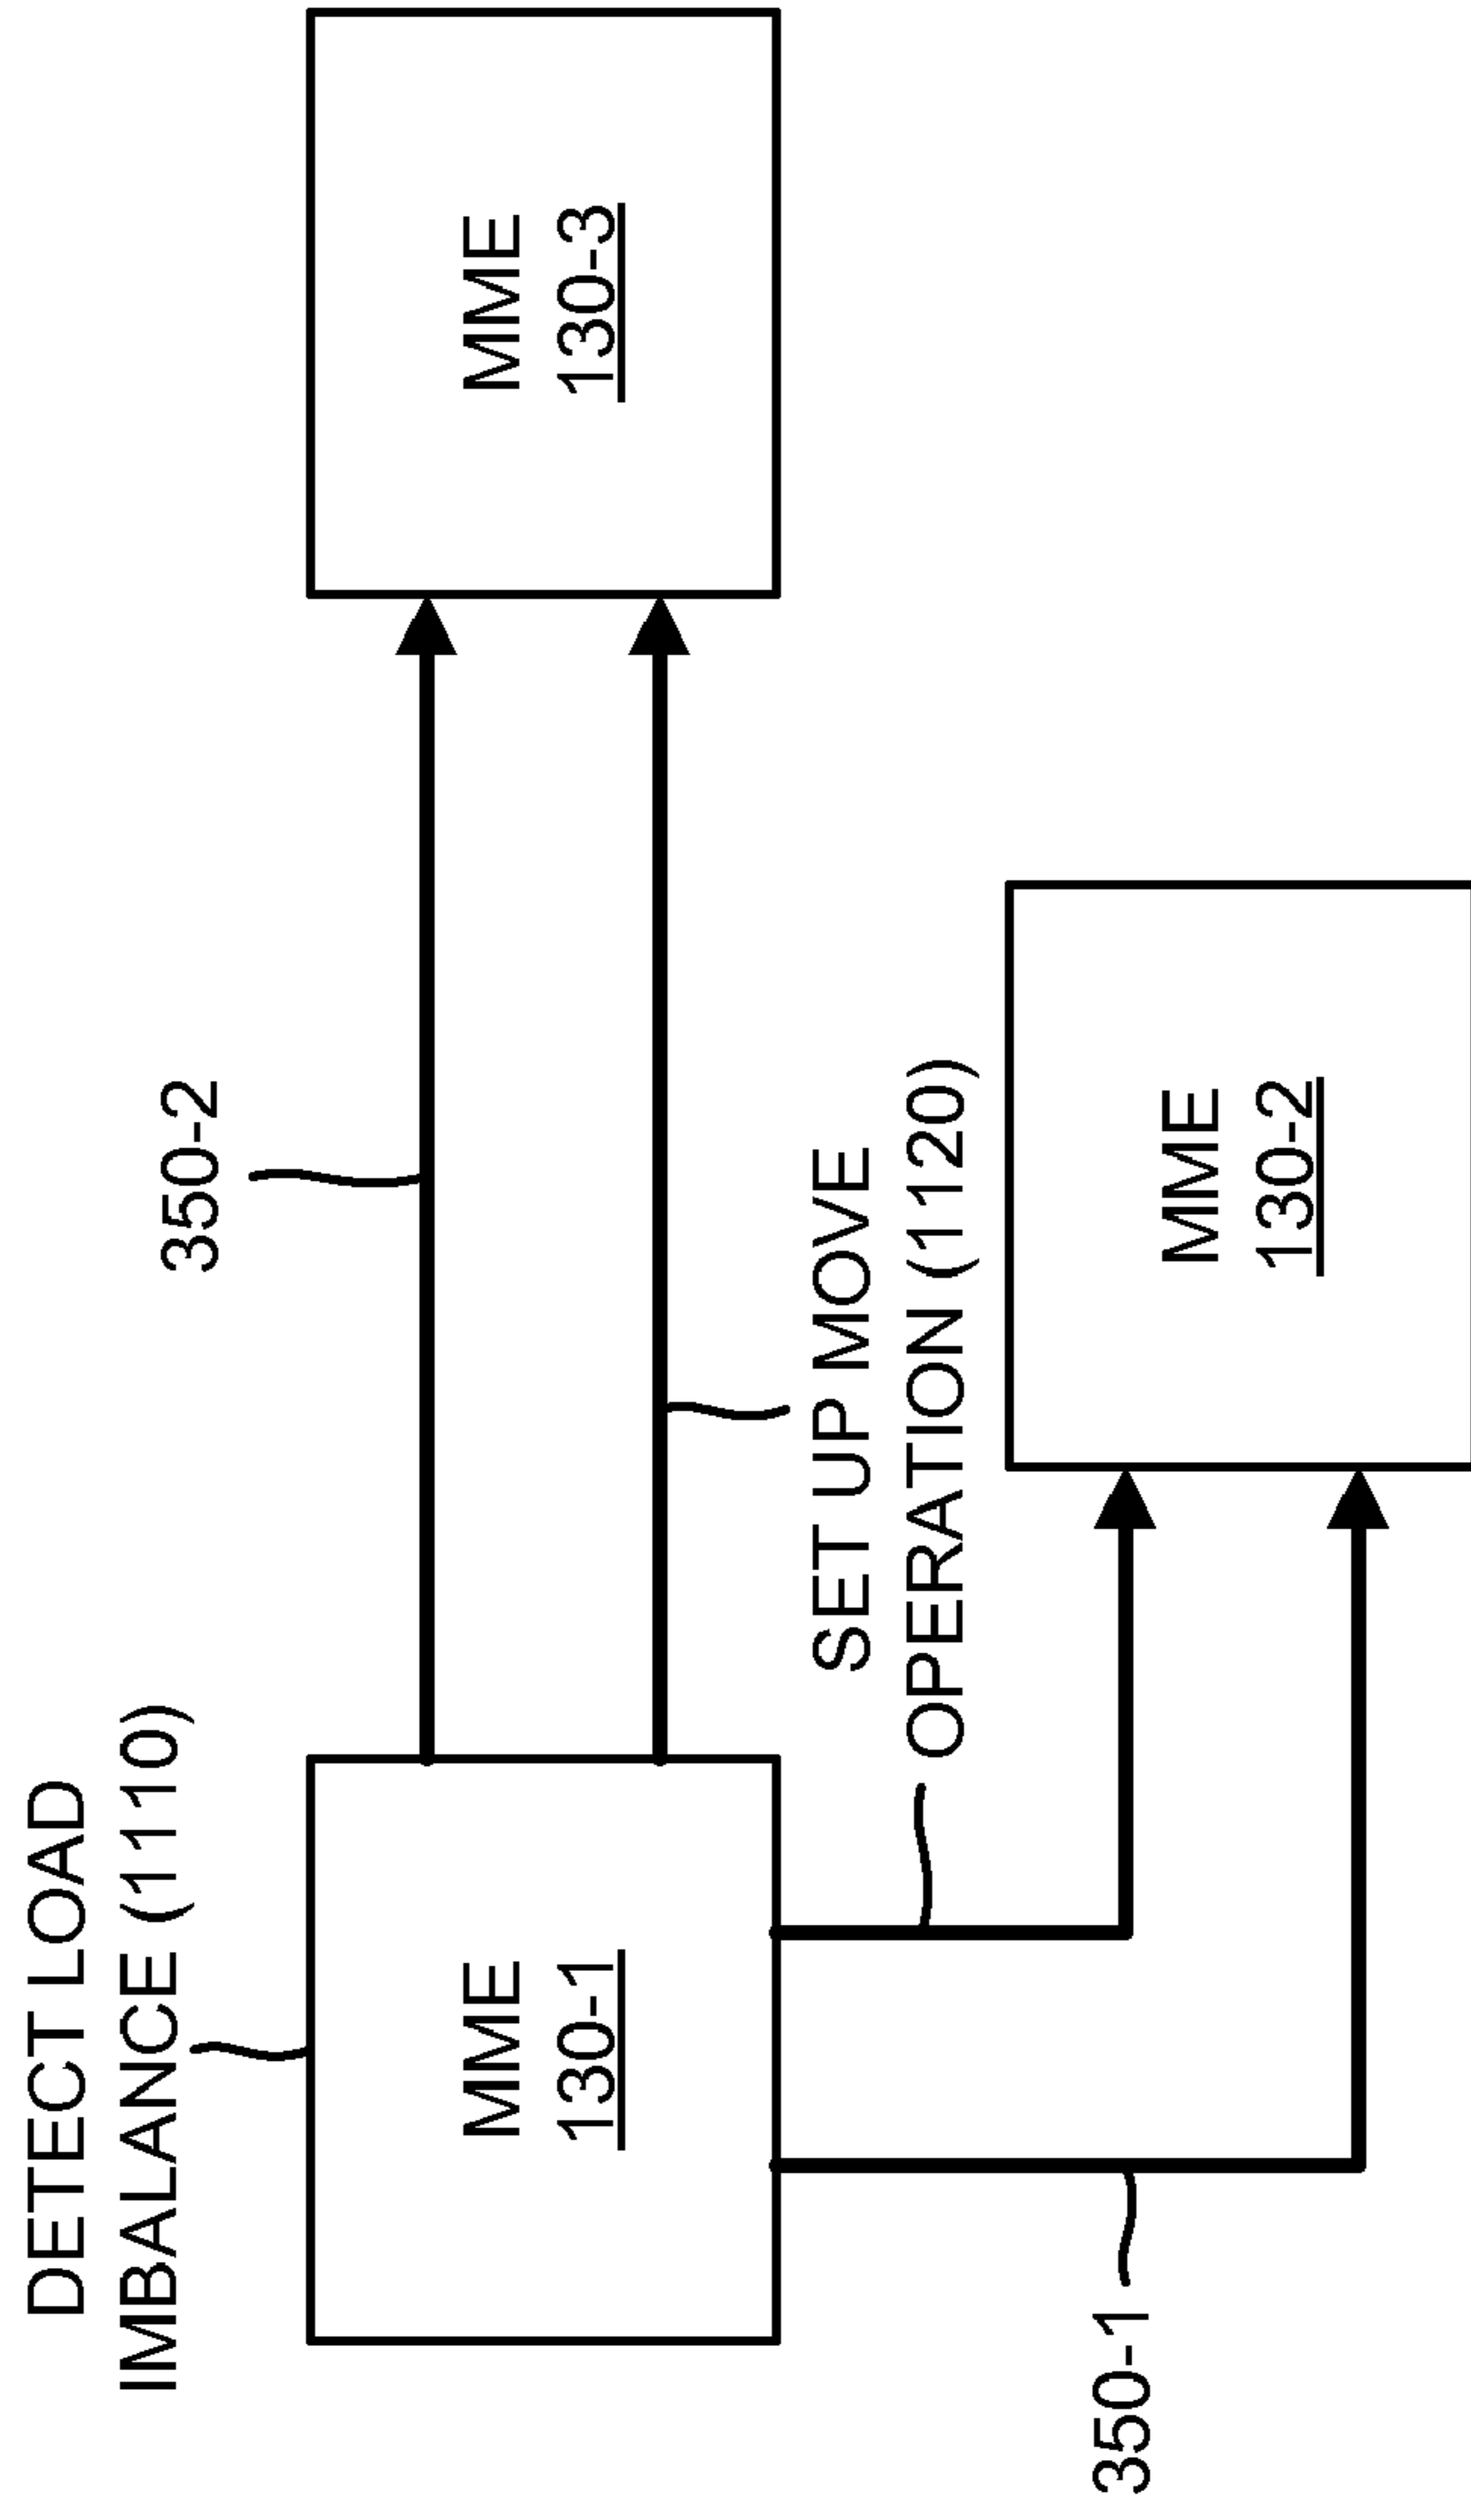 DETECT LOAD
IMBALANCE (1110)
350-2
MME
130-1
MME
130-3
SET UP MOVE
OPERATION (1120)
350-1
MME
130-2